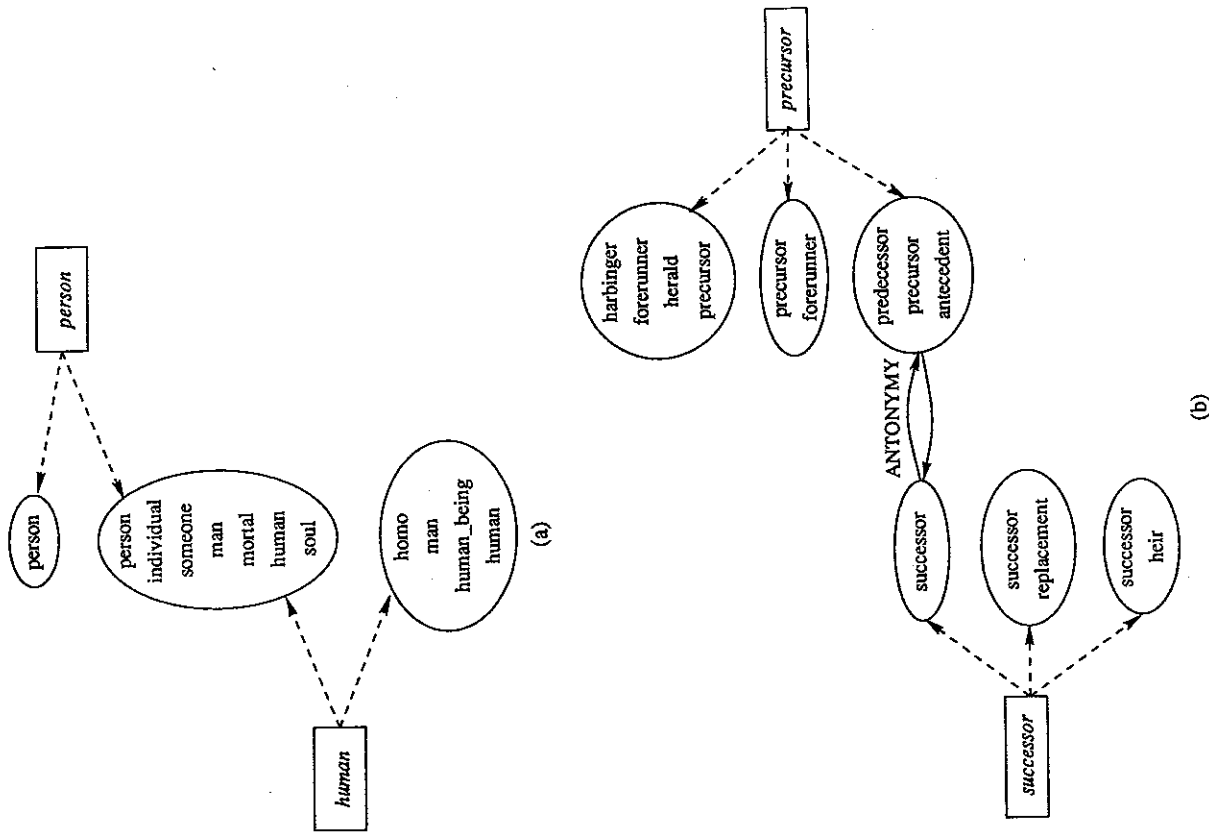 person
person
person
individual
someone
man
mortal
human
soul
homo
man
human_being
human
human
(a)
precursor
harbinger
forerunner
herald
precursor
precursor
forerunner
predecessor
precursor
antecedent
ANTONYMY
successor
successor
replacement
successor
heir
successor
(b)